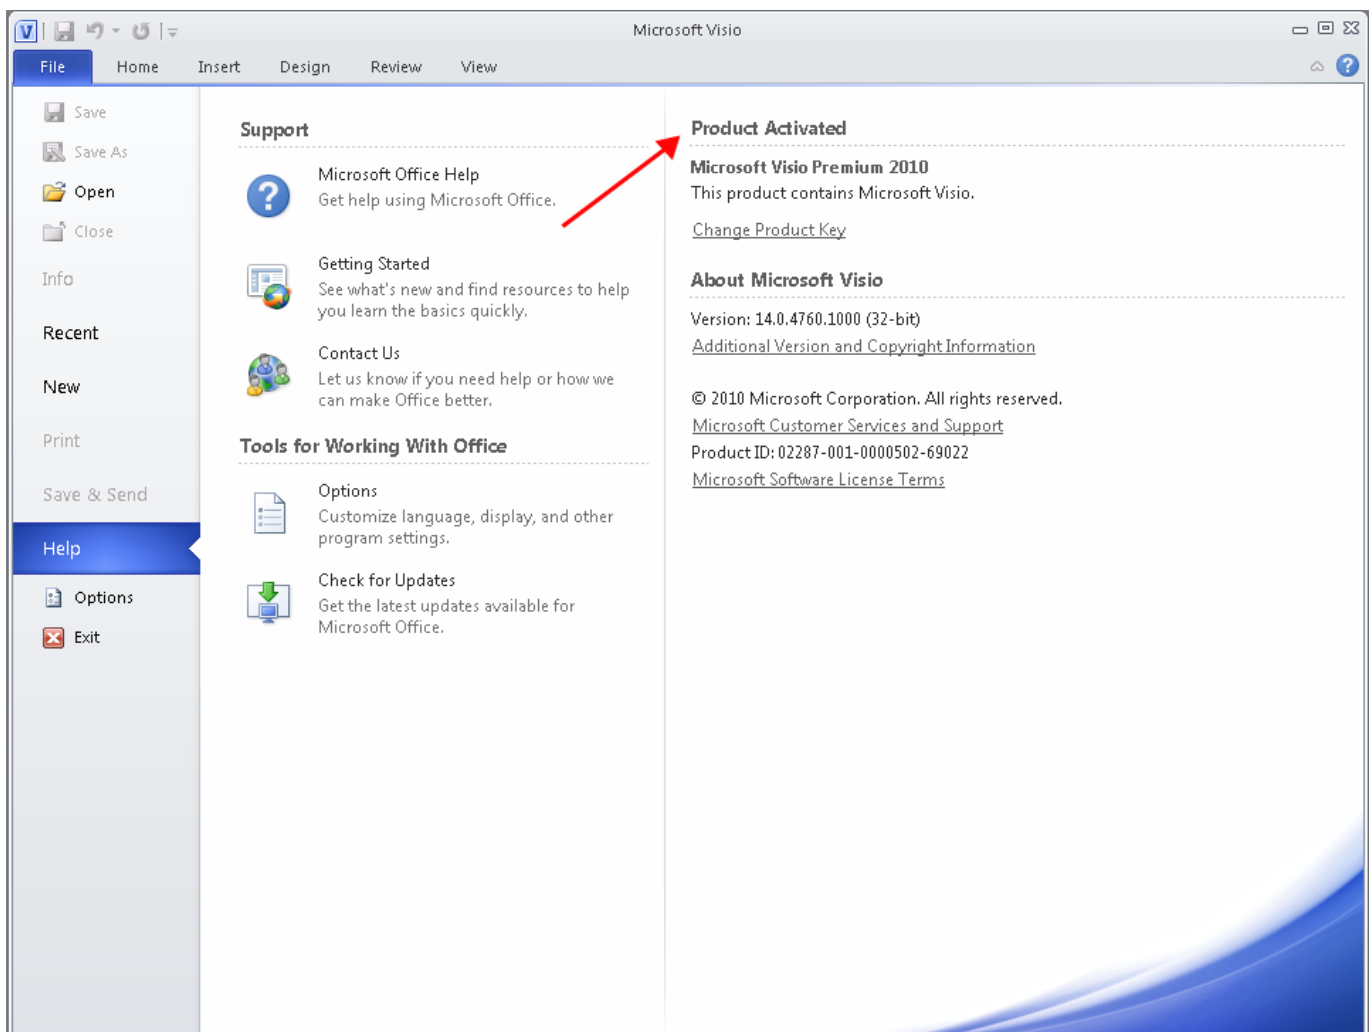 Microsoft Visio
File Home Insert Design Review View
Save
Save As
Open
Close
Info
Recent
New
Print
Save & Send
Help
Options
Exit
Support
Microsoft Office Help
Get help using Microsoft Office.
Getting Started
See what's new and find resources to help
you learn the basics quickly.
Contact Us
Let us know if you need help or how we
can make Office better.
Tools for Working With Office
Options
Customize language, display, and other
program settings.
Check for Updates
Get the latest updates available for
Microsoft Office.
Product Activated
Microsoft Visio Premium 2010
This product contains Microsoft Visio.
Change Product Key
About Microsoft Visio
Version: 14.0.4760.1000 (32-bit)
Additional Version and Copyright Information
© 2010 Microsoft Corporation. All rights reserved.
Microsoft Customer Services and Support
Product ID: 02287-001-0000502-69022
Microsoft Software License Terms